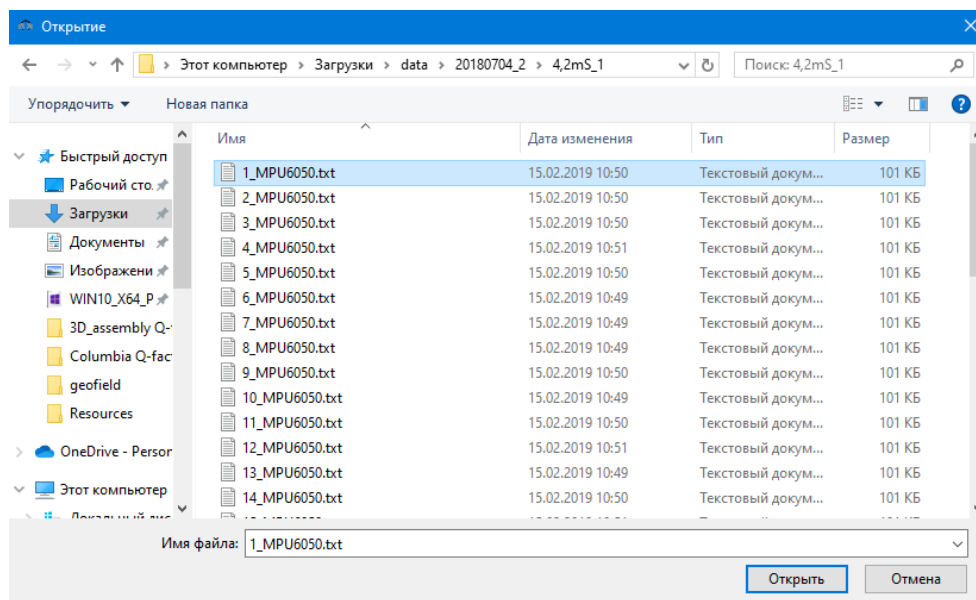 Открытие
Этот компьютер > Загрузки > data > 20180704_2 > 4,2mS_1
Поиск: 4,2mS_1
Упорядочить Новая папка
Имя Дата изменения Тип Размер
Быстрый доступ
Рабочий сто.
Загрузки
Документы
Изображени
WIN10_X64_P
3D_assembly Q-
Columbia Q-fac
geofield
Resources
OneDrive - Person
Этот компьютер
1_MPU6050.txt 15.02.2019 10:50 Текстовый докум... 101 КБ
2_MPU6050.txt 15.02.2019 10:50 Текстовый докум... 101 КБ
3_MPU6050.txt 15.02.2019 10:50 Текстовый докум... 101 КБ
4_MPU6050.txt 15.02.2019 10:51 Текстовый докум... 101 КБ
5_MPU6050.txt 15.02.2019 10:50 Текстовый докум... 101 КБ
6_MPU6050.txt 15.02.2019 10:49 Текстовый докум... 101 КБ
7_MPU6050.txt 15.02.2019 10:49 Текстовый докум... 101 КБ
8_MPU6050.txt 15.02.2019 10:49 Текстовый докум... 101 КБ
9_MPU6050.txt 15.02.2019 10:50 Текстовый докум... 101 КБ
10_MPU6050.txt 15.02.2019 10:49 Текстовый докум... 101 КБ
11_MPU6050.txt 15.02.2019 10:50 Текстовый докум... 101 КБ
12_MPU6050.txt 15.02.2019 10:51 Текстовый докум... 101 КБ
13_MPU6050.txt 15.02.2019 10:49 Текстовый докум... 101 КБ
14_MPU6050.txt 15.02.2019 10:50 Текстовый докум... 101 КБ
Имя файла: 1_MPU6050.txt
Открыть Отмена